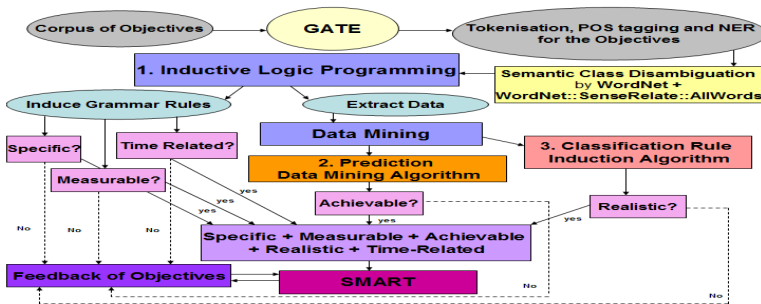 Corpus of Objectives
GATE
Tokenisation, POS tagging and NER
for the Objectives
1. Inductive Logic Programming
Semantic Class Disambiguation
by WordNet +
WordNet::SenseRelate::AllWords
Induce Grammar Rules
Extract Data
Specific?
Time Related?
Data Mining
3. Classification Rule
Induction Algorithm
2. Prediction
Data Mining Algorithm
Measurable?
Achievable?
Realistic?
yes
yes
yes
yes
yes
No
No
No
Specific + Measurable + Achievable
+ Realistic + Time-Related
Feedback of Objectives
SMART
No
No